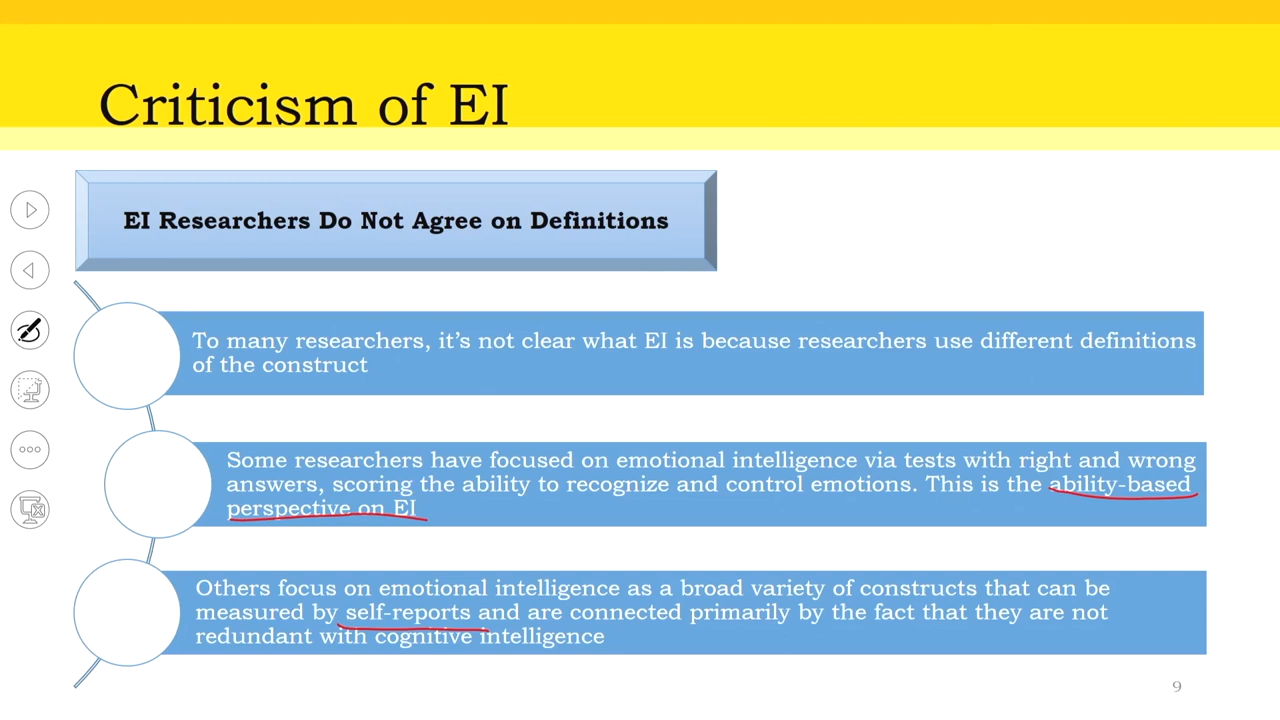 Criticism of EI
EI Researchers Do Not Agree on Definitions
To many researchers, it’s not clear what EI is because researchers use different definitions
of the construct
Some researchers have focused on emotional intelligence via tests with right and wrong
answers, scoring the ability to recognize and control emotions. This is the ability-based
perspective on EI
Others focus on emotional intelligence as a broad variety of constructs that can be
measured by self-reports and are connected primarily by the fact that they are not
redundant with cognitive intelligence
9